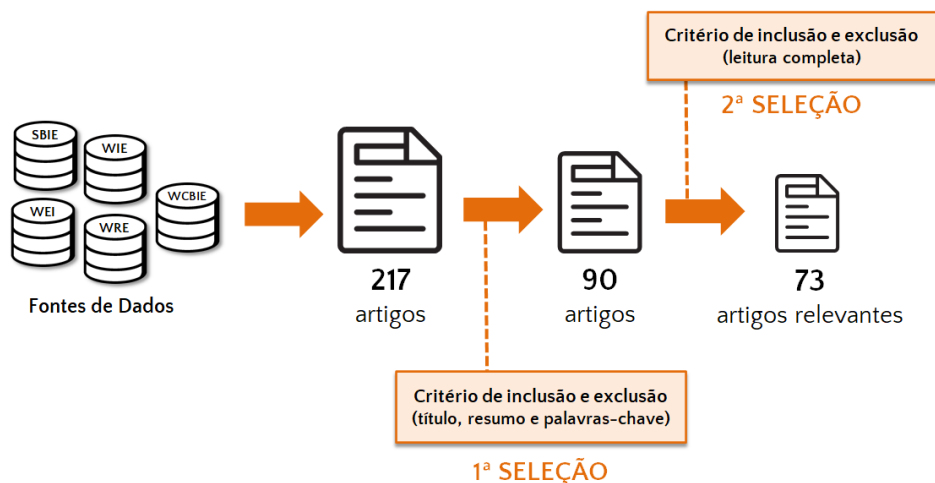 Critério de inclusão e exclusão
(leitura completa)
2ª SELEÇÃO
SBIE
WIE
WCBIE
WEI
WRE
Fontes de Dados
217
artigos
90
artigos
73
artigos relevantes
Critério de inclusão e exclusão
(título, resumo e palavras-chave)
1ª SELEÇÃO